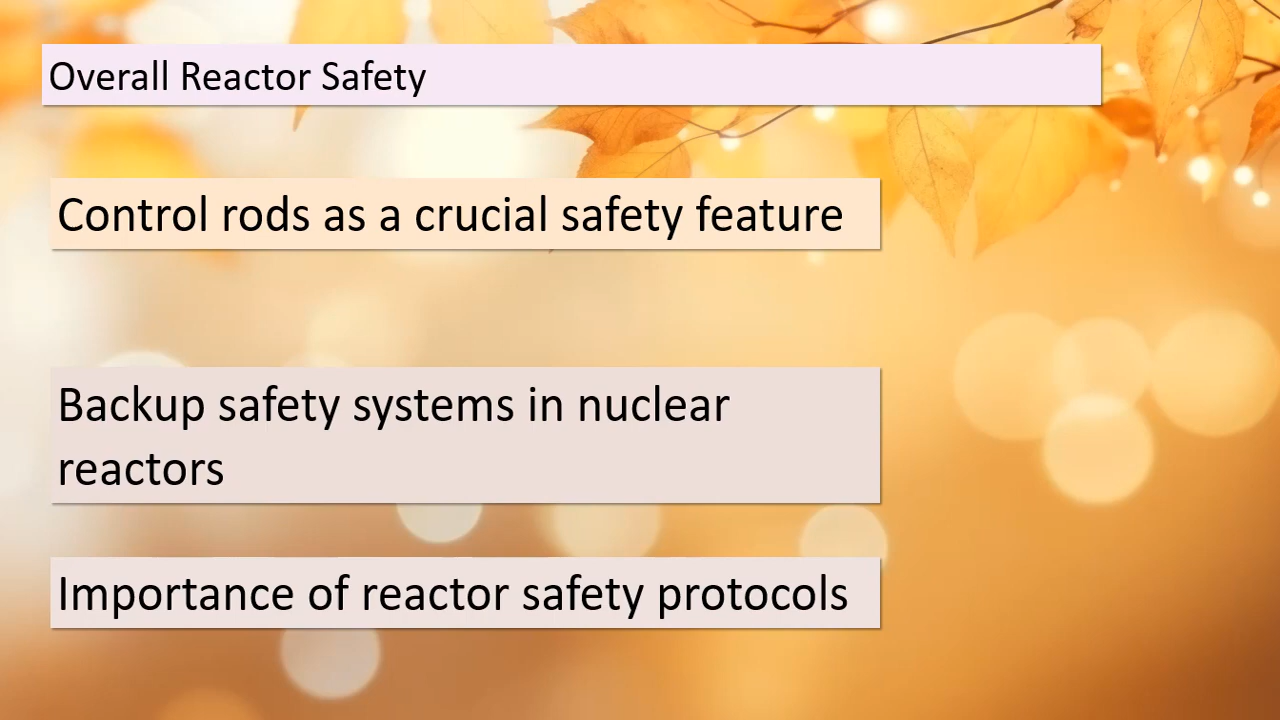 Overall Reactor Safety
Control rods as a crucial safety feature
Backup safety systems in nuclear
reactors
Importance of reactor safety protocols